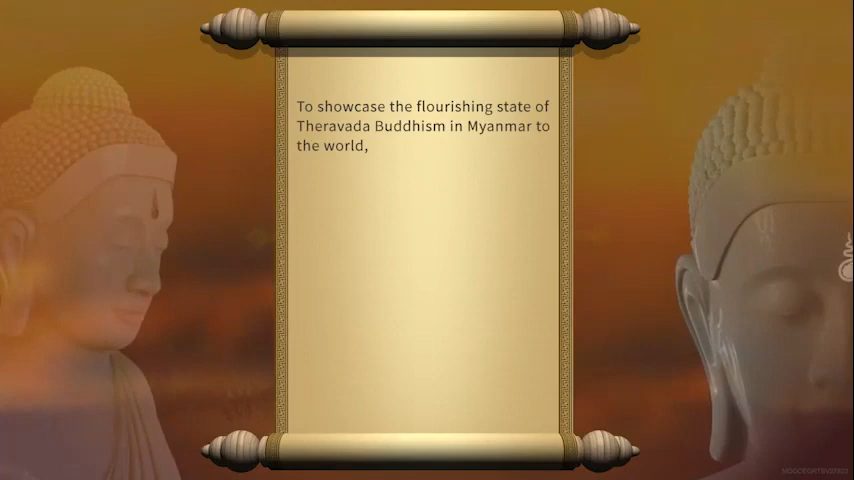 To showcase the flourishing state of
Theravada Buddhism in Myanmar to
the world,